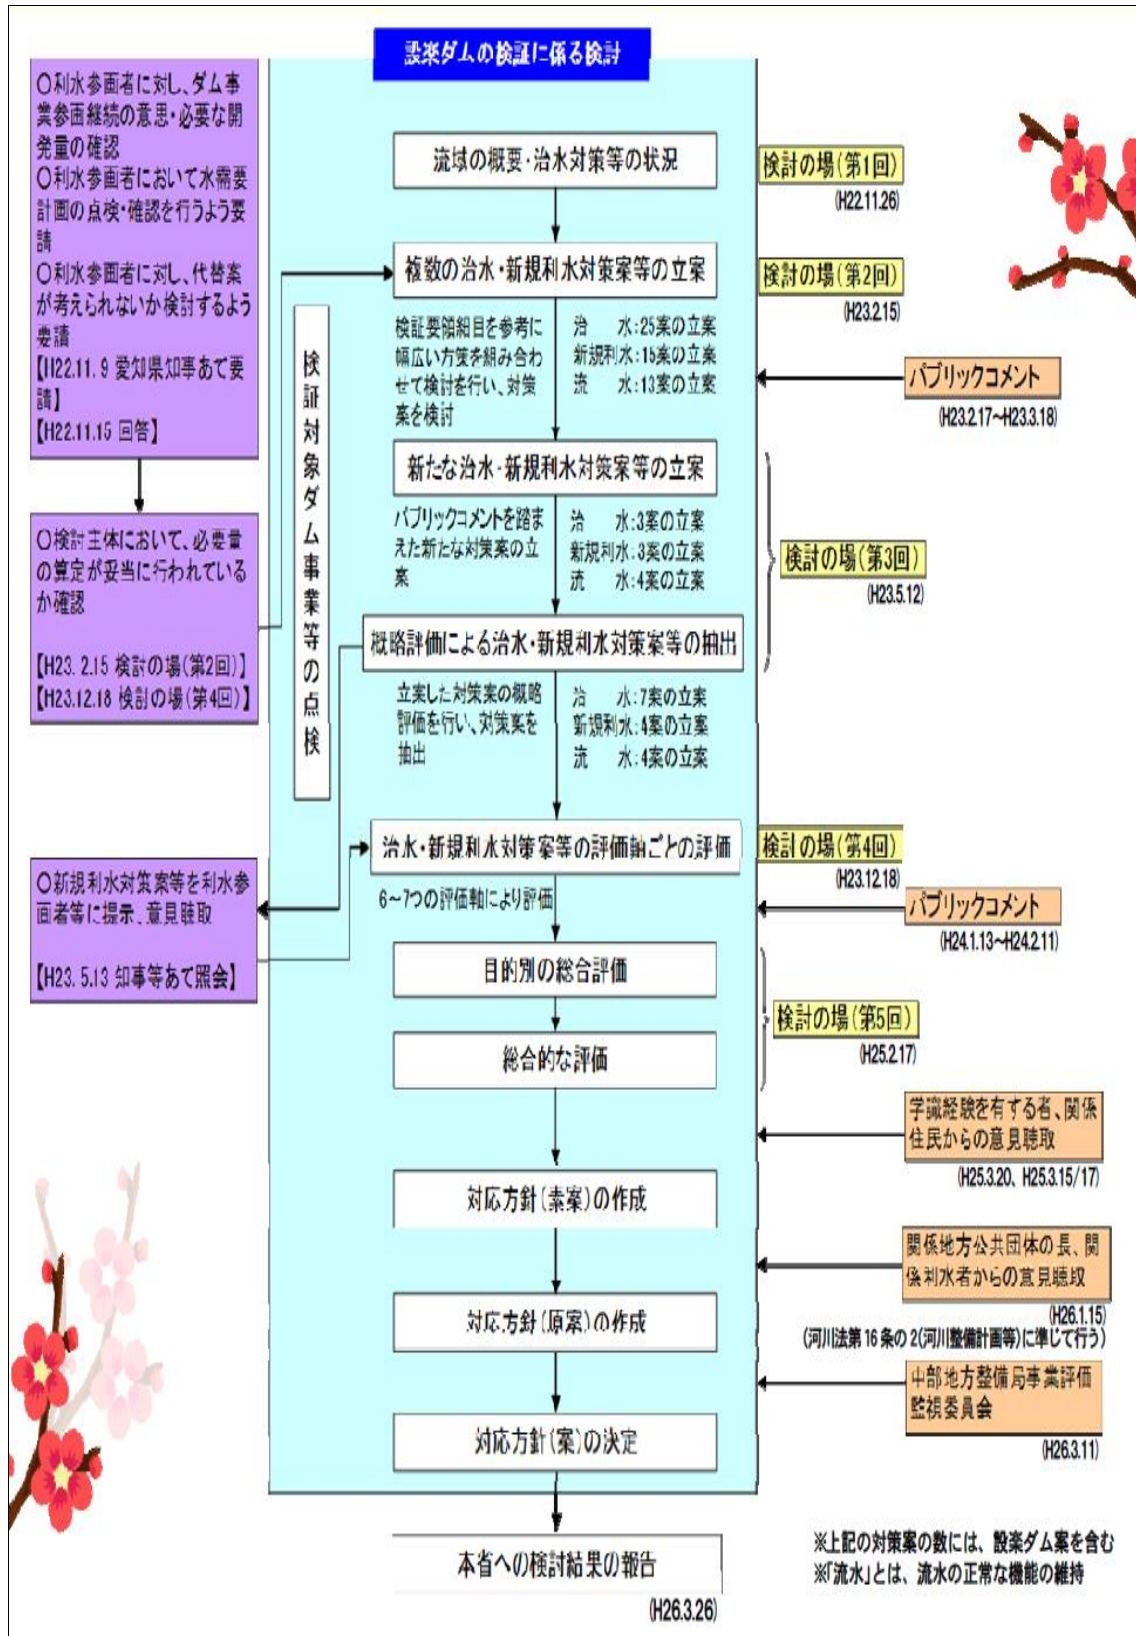 設楽ダムの検証に係る検討
〇利水参画者に対し、ダム事
業参画継続の意思・必要な開
発量の確認
〇利水参画者において水需要
計画の点検・確認を行うよう要
請
〇利水参画者に対し、代替案
が考えられないか検討するよう
要請
【H22.11.9 愛知県知事あて要
請】
【H22.11.15 回答】
〇検討主体において、必要量
の算定が妥当に行われている
か確認
【H23.2.15 検討の場(第2回)】
【H23.12.18 検討の場(第4回)】
〇新規利水対策案等を利水参
画者等に提示、意見聴取
【H23.5.13 知事等あて照会】
検証対象ダム事業等の点検
流域の概要・治水対策等の状況
検討の場(第1回)
(H22.11.26)
複数の治水・新規利水対策案等の立案
検討の場(第2回)
(H23.2.15)
検証要領細目を参考に
幅広い方策を組み合わ
せて検討を行い、対策
案を検討
治　　水:25案の立案
新規利水:15案の立案
流　　水:13案の立案
パブリックコメント
(H23.2.17～H23.3.18)
新たな治水・新規利水対策案等の立案
パブリックコメントを踏ま
えた新たな対策案の立
案
治　　水:3案の立案
新規利水:3案の立案
流　　水:4案の立案
検討の場(第3回)
(H23.5.12)
概略評価による治水・新規利水対策案等の抽出
立案した対策案の概略
評価を行い、対策案を
抽出
治　　水:7案の立案
新規利水:4案の立案
流　　水:4案の立案
治水・新規利水対策案等の評価軸ごとの評価
検討の場(第4回)
(H23.12.18)
6～7つの評価軸により評価
パブリックコメント
(H24.1.13～H24.2.11)
目的別の総合評価
検討の場(第5回)
(H25.2.17)
総合的な評価
学識経験を有する者、関係
住民からの意見聴取
(H25.3.20、H25.3.15/17)
対応方針(素案)の作成
関係地方公共団体の長、関
係利水者からの意見聴取
(H26.1.15)
(河川法第16条の2(河川整備計画等)に準じて行う)
対応方針(原案)の作成
中部地方整備局事業評価
監視委員会
(H26.3.11)
対応方針(案)の決定
本省への検討結果の報告
(H26.3.26)
※上記の対策案の数には、設楽ダム案を含む
※「流水」とは、流水の正常な機能の維持